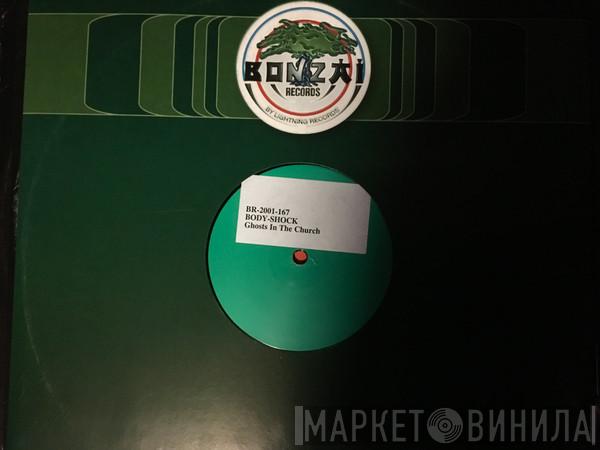 BONZAI
RECORDS
BY LIGHTNING RECORDS
BR-2001-167
BODY-SHOCK
Ghosts In The Church
МАРКЕТ ВИНИЛА